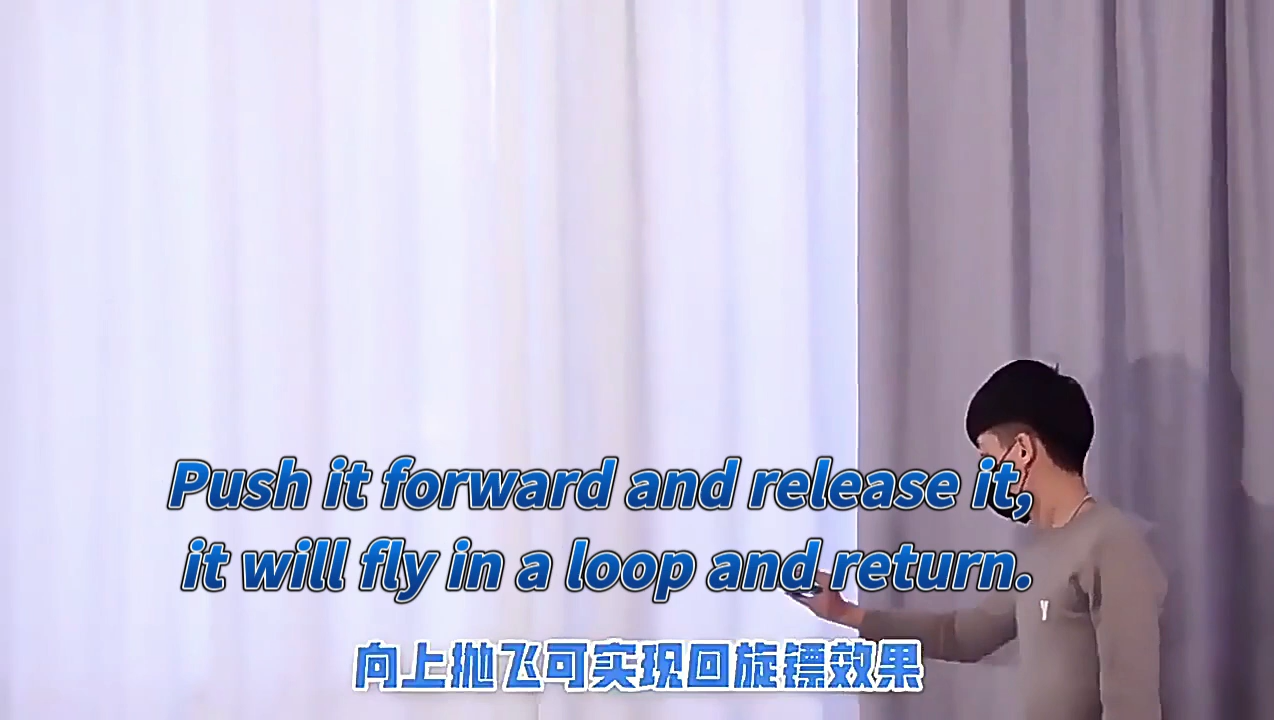 Push it forward and release it,
it will fly in a loop and return.
Y
向上抛飞可实现回旋镖效果